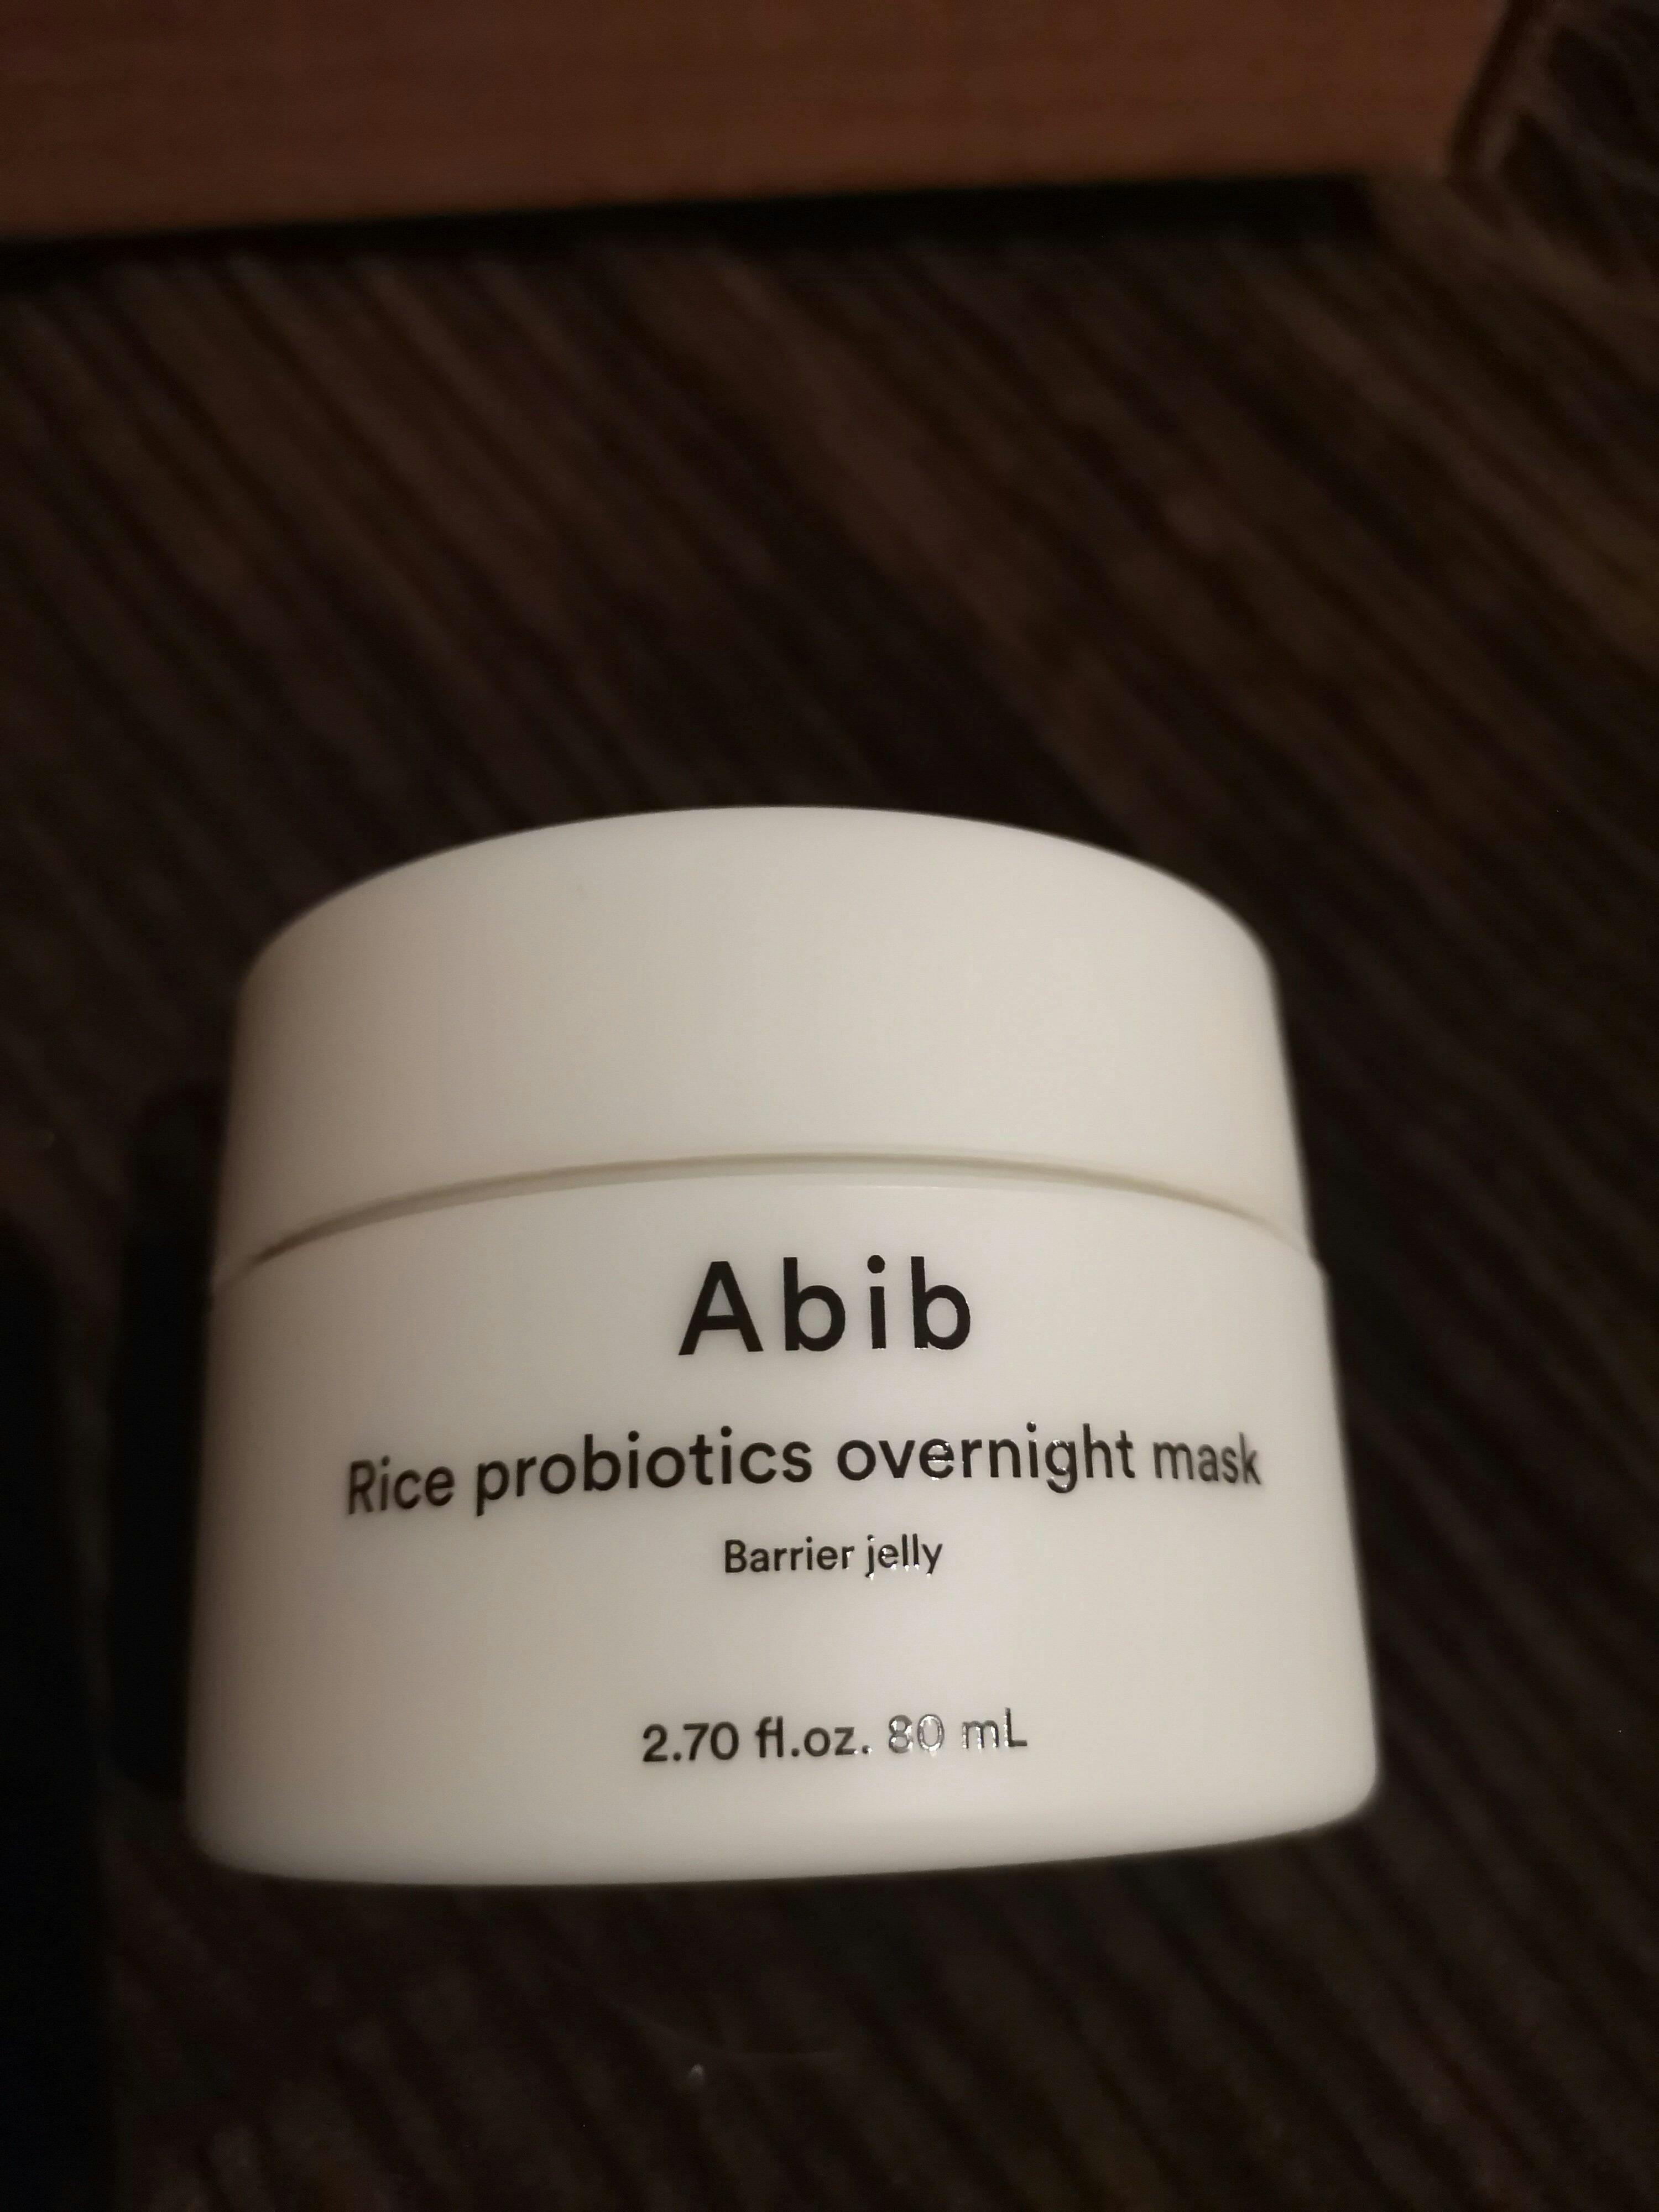 Abib
Rice probiotics overnight mask
Barrier jelly
2.70 fl.oz. 80 mL